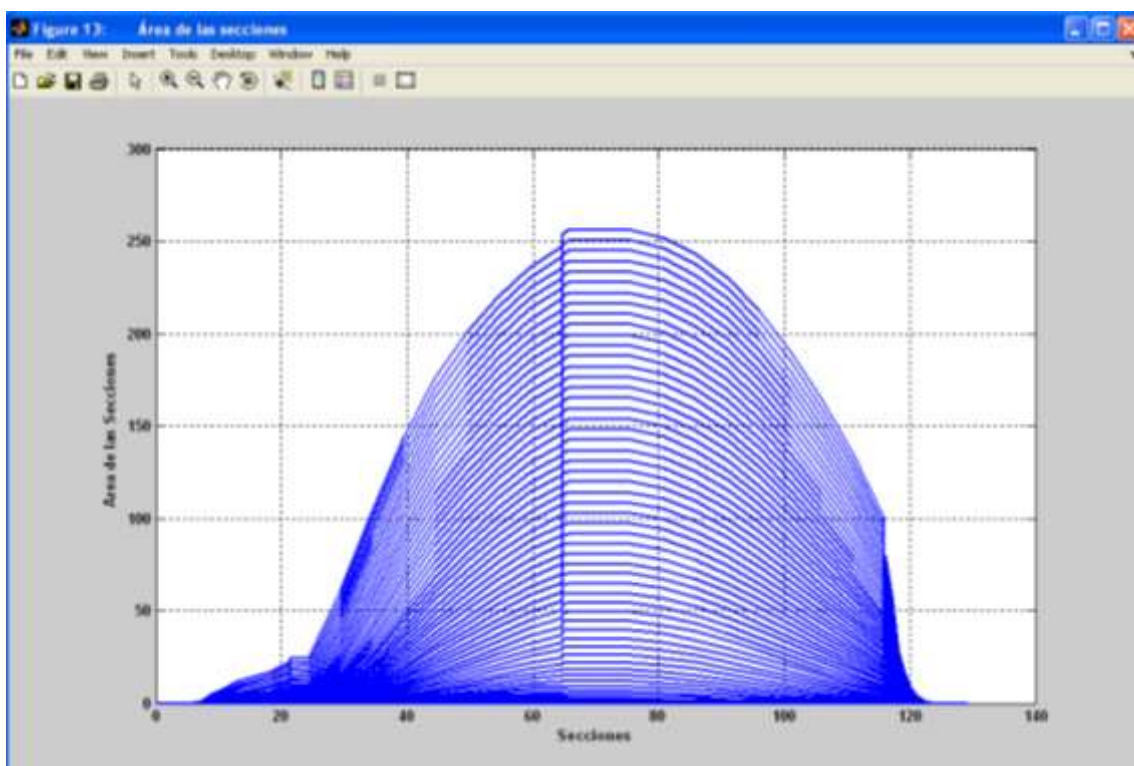 Figure 13: Área de las secciones
File Edit View Insert Tools Desktop Window Help
300
250
200
150
100
50
0
Area de las Secciones
0 20 40 60 80 100 120 140
Secciones